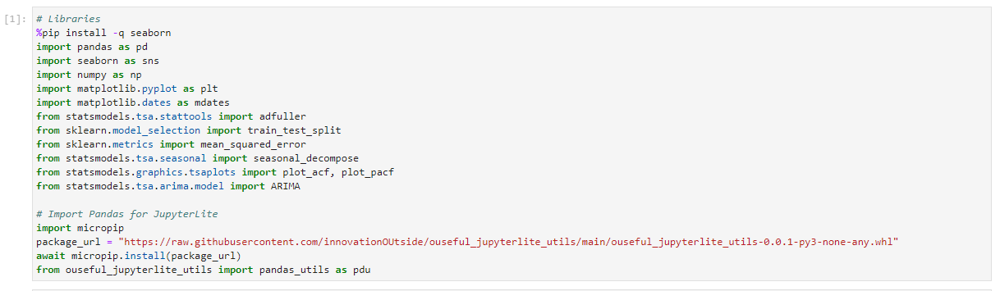 [1]:
# Libraries
%pip install -q seaborn
import pandas as pd
import seaborn as sns
import numpy as np
import matplotlib.pyplot as plt
import matplotlib.dates as mdates
from statsmodels.tsa.stattools import adfuller
from sklearn.model_selection import train_test_split
from sklearn.metrics import mean_squared_error
from statsmodels.tsa.seasonal import seasonal_decompose
from statsmodels.graphics.tsaplots import plot_acf, plot_pacf
from statsmodels.tsa.arima.model import ARIMA
# Import Pandas for JupyterLite
import micropip
package_url = "https://raw.githubusercontent.com/innovationOUtside/ouseful_jupyterlite_utils/main/ouseful_jupyterlite_utils-0.0.1-py3-none-any.whl"
await micropip.install(package_url)
from ouseful_jupyterlite_utils import pandas_utils as pdu